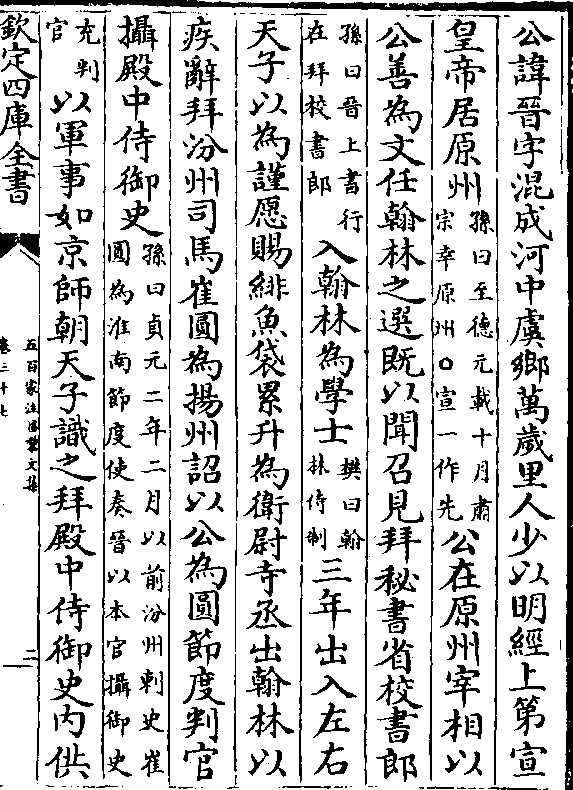 公諱晉字混成河中虞鄉萬歲里人少以明經上第宣
皇帝居原州孫曰至德元載十月肅宗幸原州○宣一作先公在原州宰相以
公善為文任翰林之選既以聞召見拜秘書省校書郎
孫曰晉上書行在拜校書郎入翰林為學士樊曰翰林待制三年出入左右
天子以為謹愿賜緋魚袋累升為衛尉寺丞出翰林以
疾辭拜汾州司馬崔圓為揚州詔以公為圓節度判官
攝殿中侍御史孫曰貞元二年二月以前汾州刺史崔圓為淮南節度使奏晉以本官攝御史
充判官以軍事如京師朝天子識之拜殿中侍御史內供
欽定四庫全書
五百家注昌黎文集
卷三十七
二